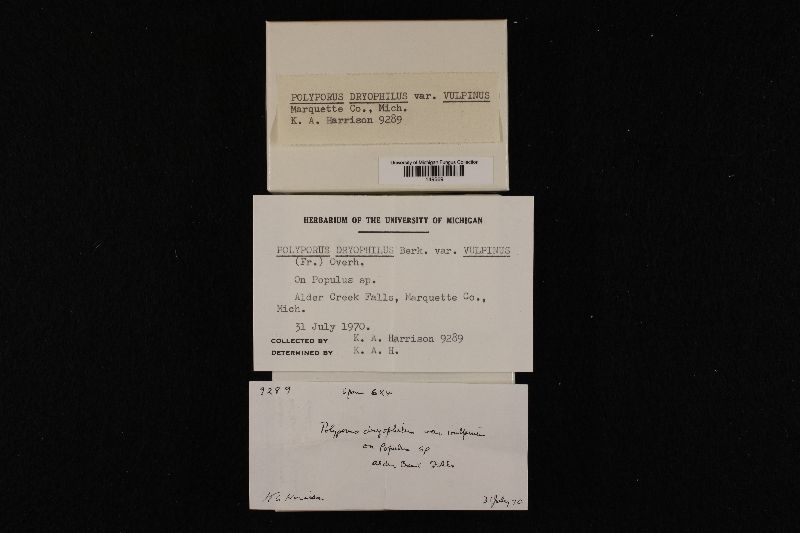 POLYPORUS DRYOPHILUS var. VULPINUS
Marquette Co., Mich.
K. A. Harrison 9289
University of Michigan Fungus Collection
HERBARIUM OF THE UNIVERSITY OF MICHIGAN
POLYPORUS DRYOPHILUS Berk. var. VULPINUS
(Fr.) Overh.
On Populus sp.
Alder Creek Falls, Marquette Co.,
Mich.
31 July 1970.
COLLECTED BY K. A. Harrison 9289
DETERMINED BY K. A. H.
9289
Polyporus dryophilus var. vulpinus
on Populus sp
31 July 70